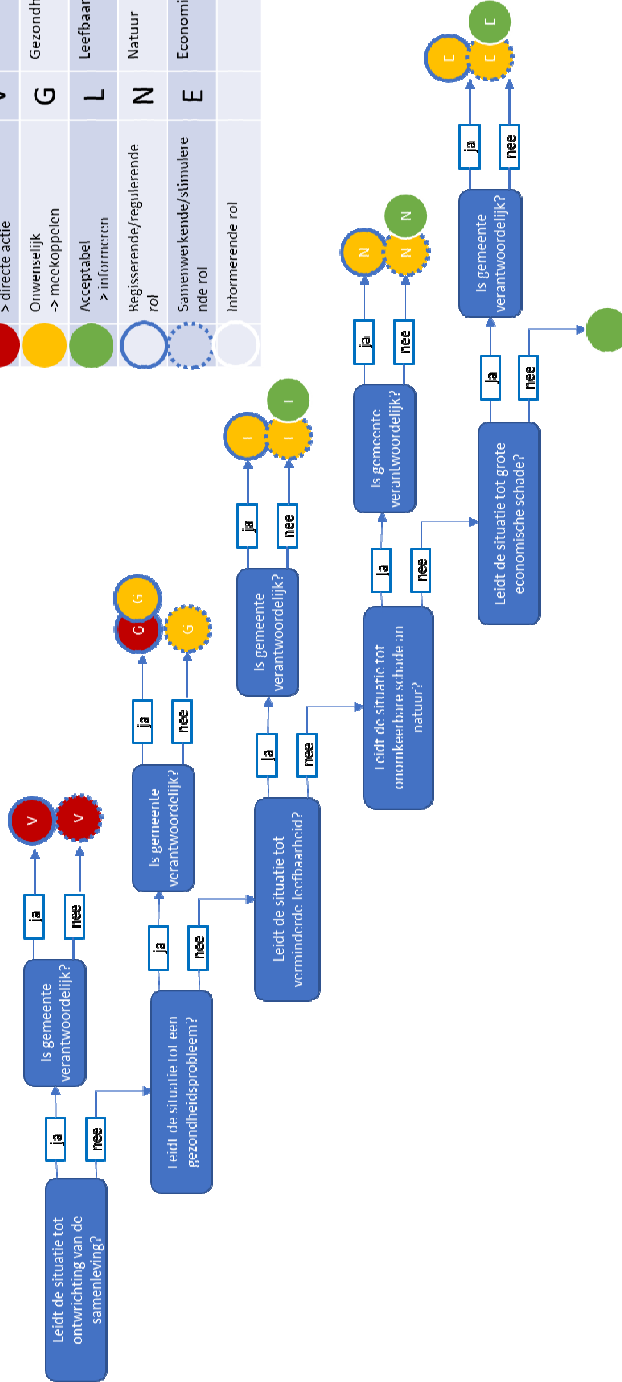 Leidt de situatie tot
ontwrichting van de
samenleving?
ja
nee
Is gemeente
verantwoordelijk?
ja
nee
V
V
Leidt de situatie tot een
gezondheidsprobleem?
ja
nee
Is gemeente
verantwoordelijk?
ja
nee
G
G
G
Leidt de situatie tot
verminderde leefbaarheid?
ja
nee
Is gemeente
verantwoordelijk?
ja
nee
Leidt de situatie tot
onomkeerbare schade an
natuur?
ja
nee
Is gemeente
verantwoordelijk?
ja
nee
N
N
N
Leidt de situatie tot grote
economische schade?
ja
nee
Is gemeente
verantwoordelijk?
ja
nee
> directe actie
Onwenselijk
-> meekoppelen
G
Gezondh
Acceptabel
> informeren
L
Leefbaar
Regisserende/regulerende
rol
N
Natuur
Samenwerkende/stimulere
nde rol
E
Economi
Informerende rol